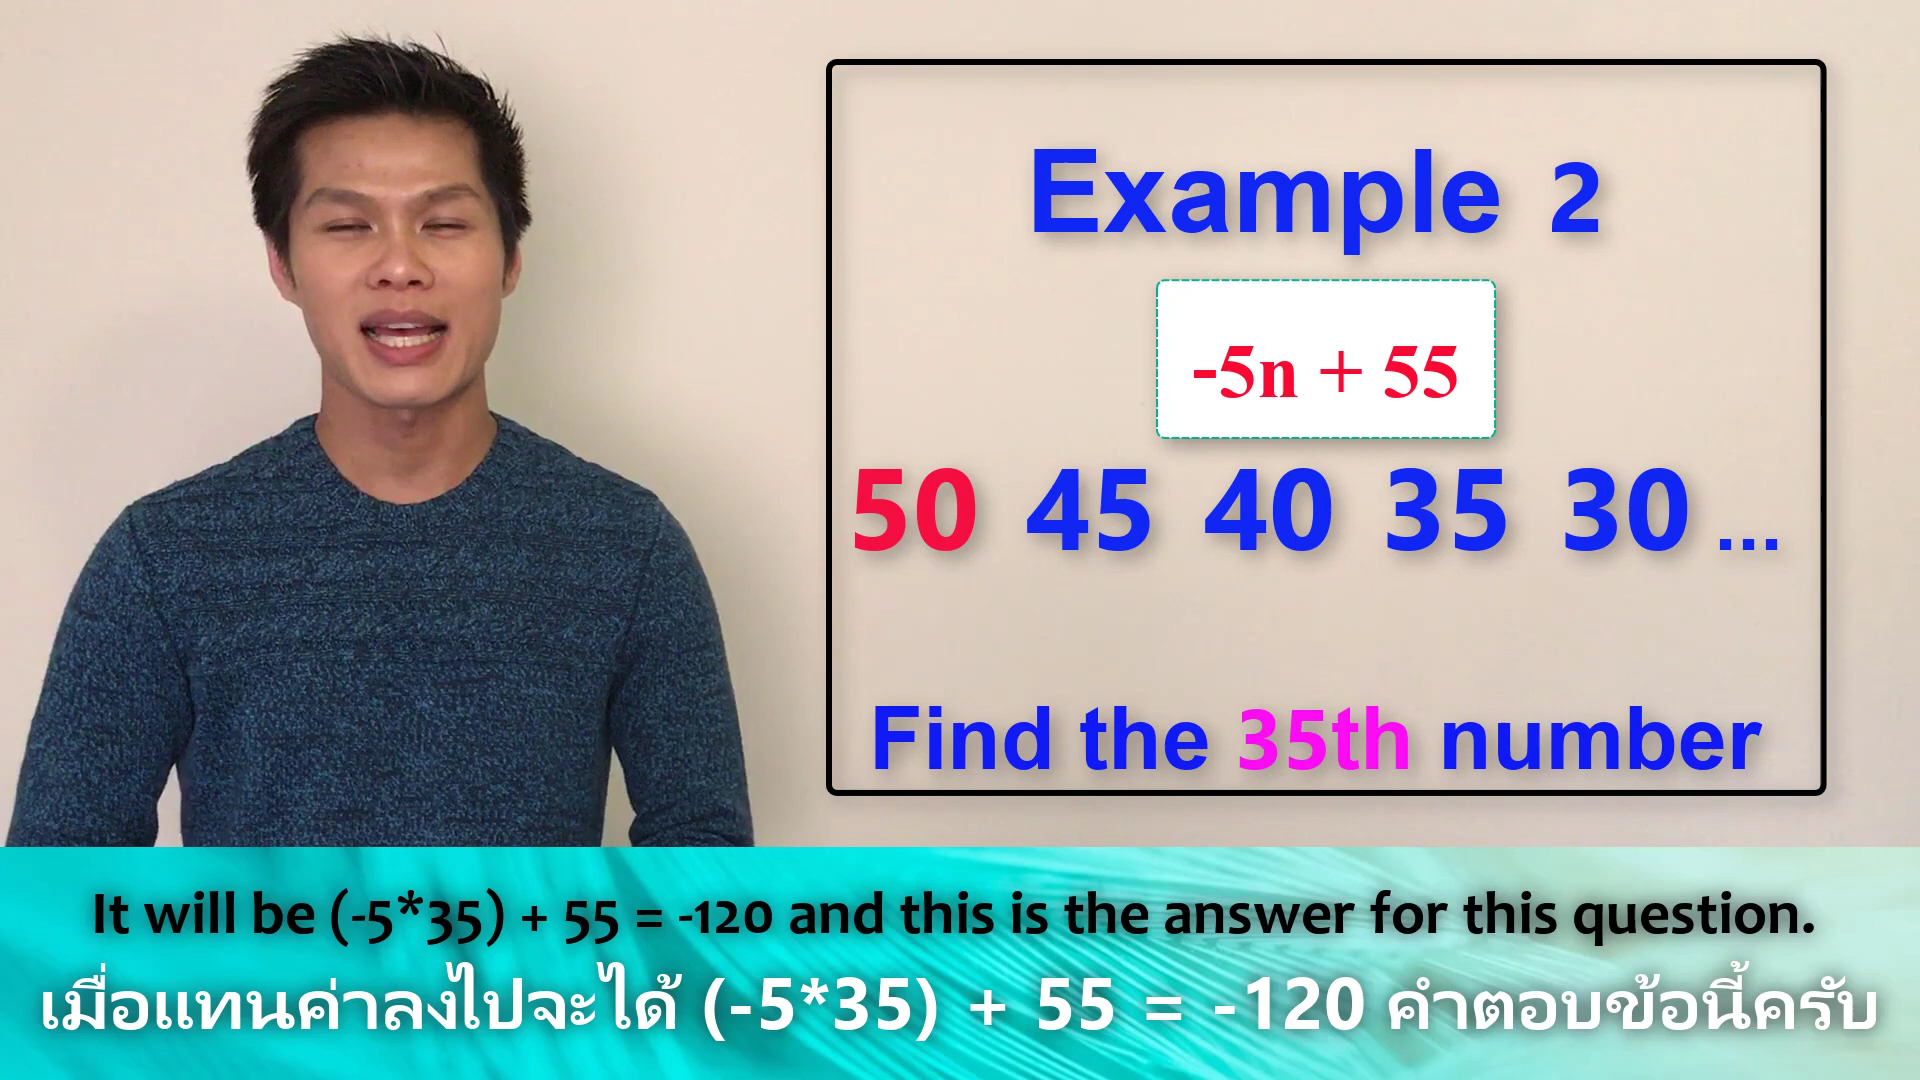 Example 2
-5n + 55
50 45 40 35 30 ...
Find the 35th number
It will be (-5*35) + 55 = -120 and this is the answer for this question.
เมื่อแทนค่าลงไปจะได้ (-5*35) + 55 = -120 คำตอบข้อนี้ครับ